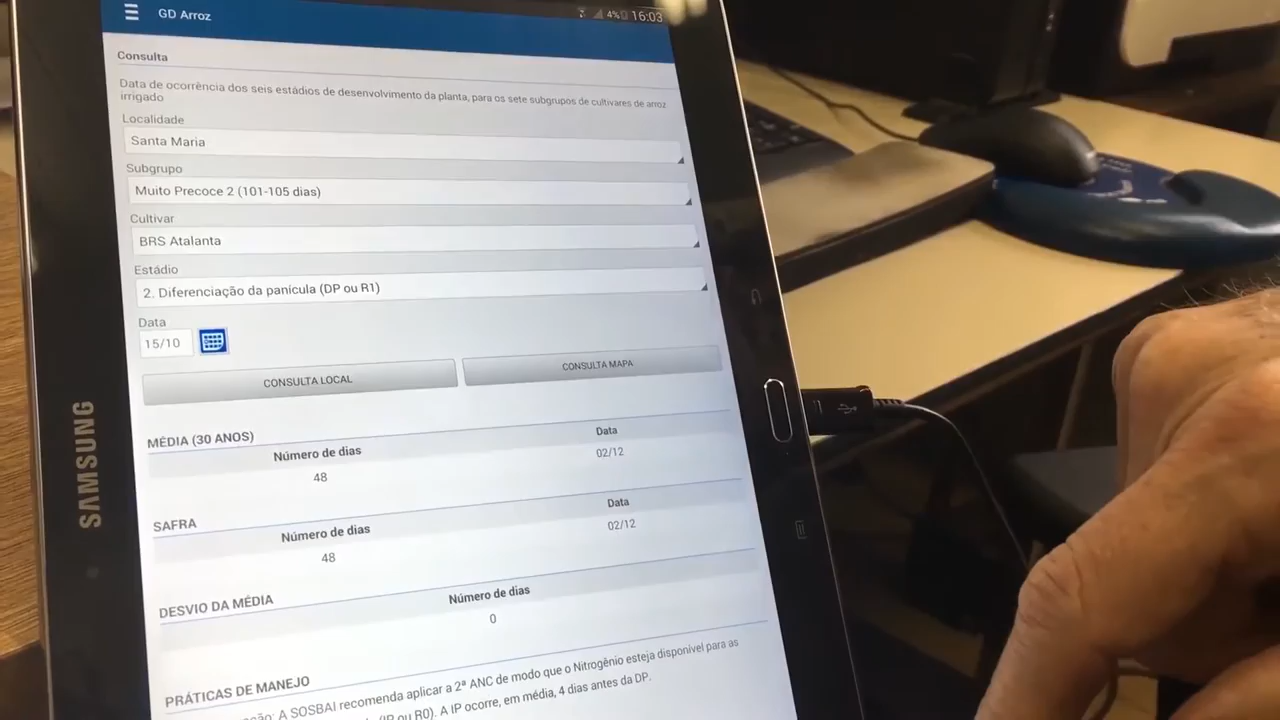 GD Arroz
4% 16:03
Consulta
Data de ocorrência dos seis estádios de desenvolvimento da planta, para os sete subgrupos de cultivares de arroz
irrigado
Localidade
Santa Maria
Subgrupo
Muito Precoce 2 (101-105 dias)
Cultivar
BRS Atalanta
Estádio
2. Diferenciação da panícula (DP ou R1)
Data
15/10
CONSULTA LOCAL CONSULTA MAPA
MÉDIA (30 ANOS)
Número de dias Data
48 02/12
SAFRA
Número de dias Data
48 02/12
DESVIO DA MÉDIA
Número de dias
0
PRÁTICAS DE MANEJO
A SOSBAI recomenda aplicar a 2ª ANC de modo que o Nitrogênio esteja disponível para as
(IP ou R0). A IP ocorre, em média, 4 dias antes da DP.
SAMSUNG